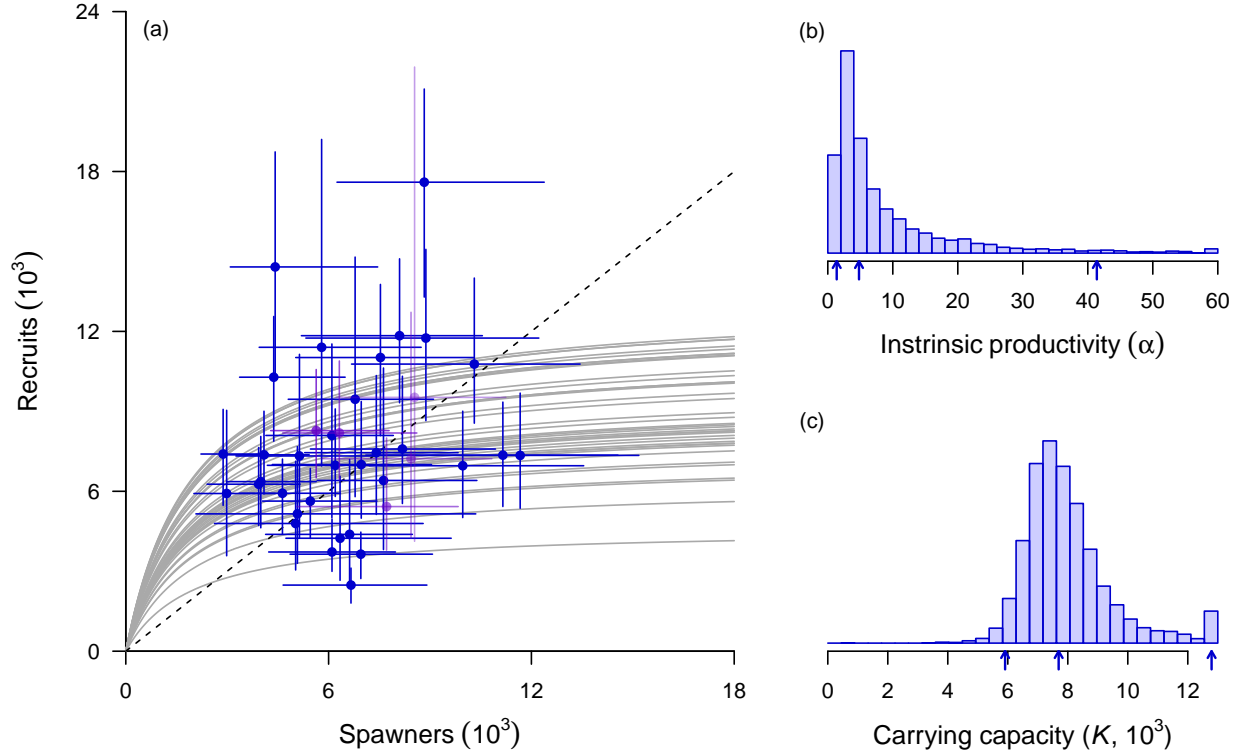 (a)
24
18
12
6
0
Recruits (10³)
0 6 12 18
Spawners (10³)
(b)
0 10 20 30 40 50 60
Instrinsic productivity (α)
(c)
0 2 4 6 8 10 12
Carrying capacity (K, 10³)